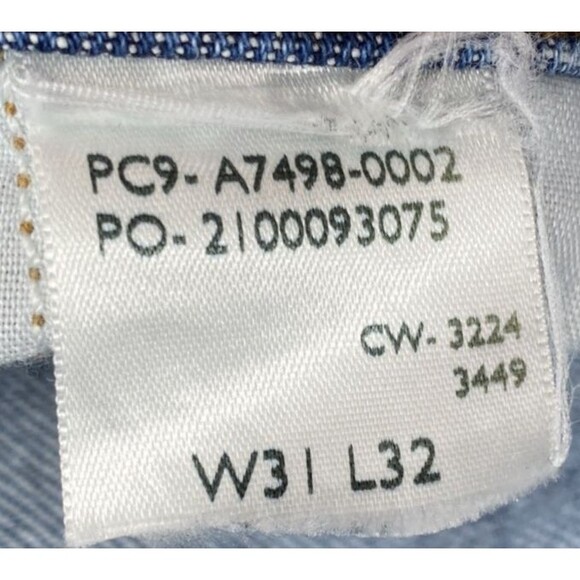 PC9- A7498-0002
PO- 2100093075
CW- 3224
3449
W31 L32